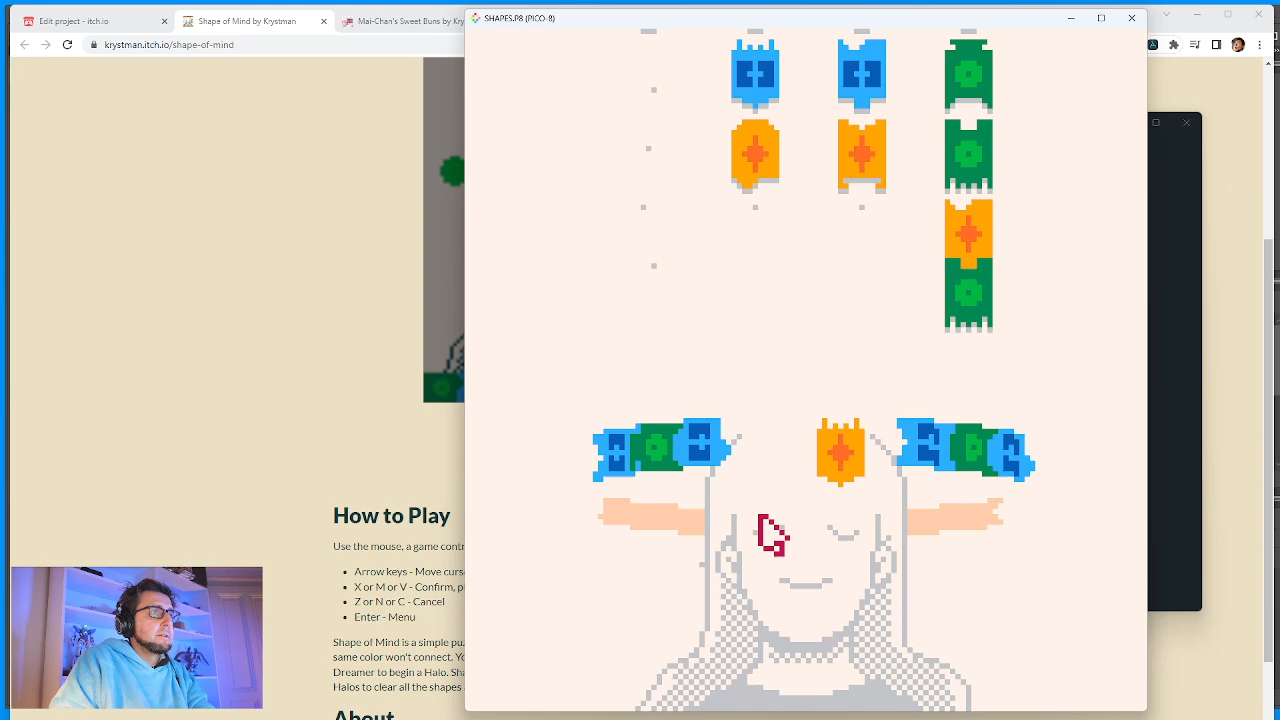 Edit project - itch.io
Shape of Mind by Krystman
Mai-Chan's Sweet Buns by Kry
SHAPES.P8 (PICO-8)
krystman.itch.io/shape-of-mind
How to Play
Use the mouse, a game contr
Arrow keys - Move curs
X or M or V - Confirm, p
Z or N or C - Cancel
Enter - Menu
Shape of Mind is a simple puz
same color won't connect. Yo
Dreamer to begin a Halo. Sha
Halos to clear all the shapes
About